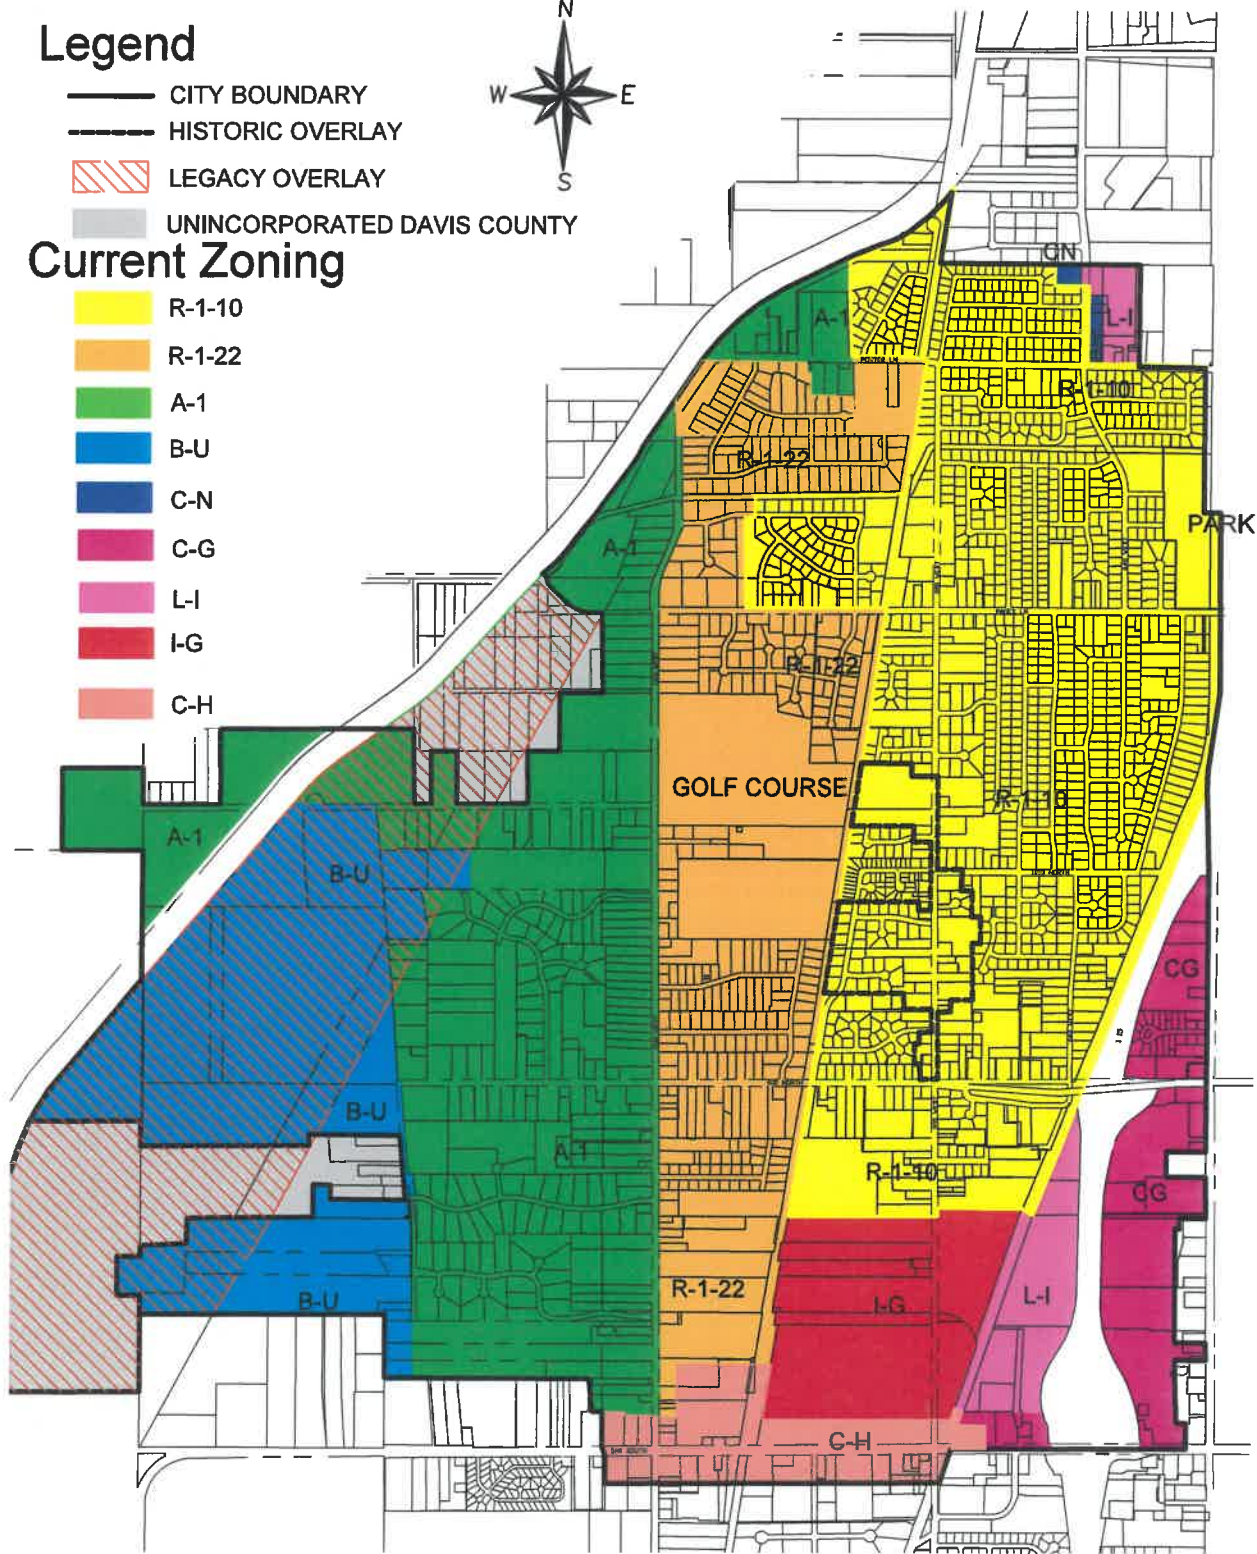 N
W E
S
Legend
CITY BOUNDARY
HISTORIC OVERLAY
LEGACY OVERLAY
UNINCORPORATED DAVIS COUNTY
Current Zoning
R-1-10
R-1-22
A-1
B-U
C-N
C-G
L-I
I-G
C-H
CN
A-1
L-I
R-1-10
R-1-22
PARK
A-1
R-1-22
GOLF COURSE
R-1-10
A-1
B-U
CG
B-U
A-1
R-1-10
CG
R-1-22
L-I
B-U
I-G
C-H